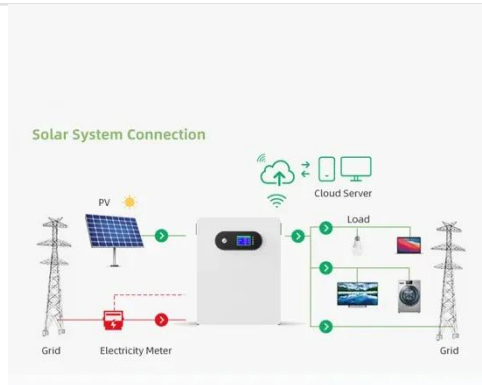 Solar System Connection
Cloud Server
PV
Load
Grid
Electricity Meter
Grid